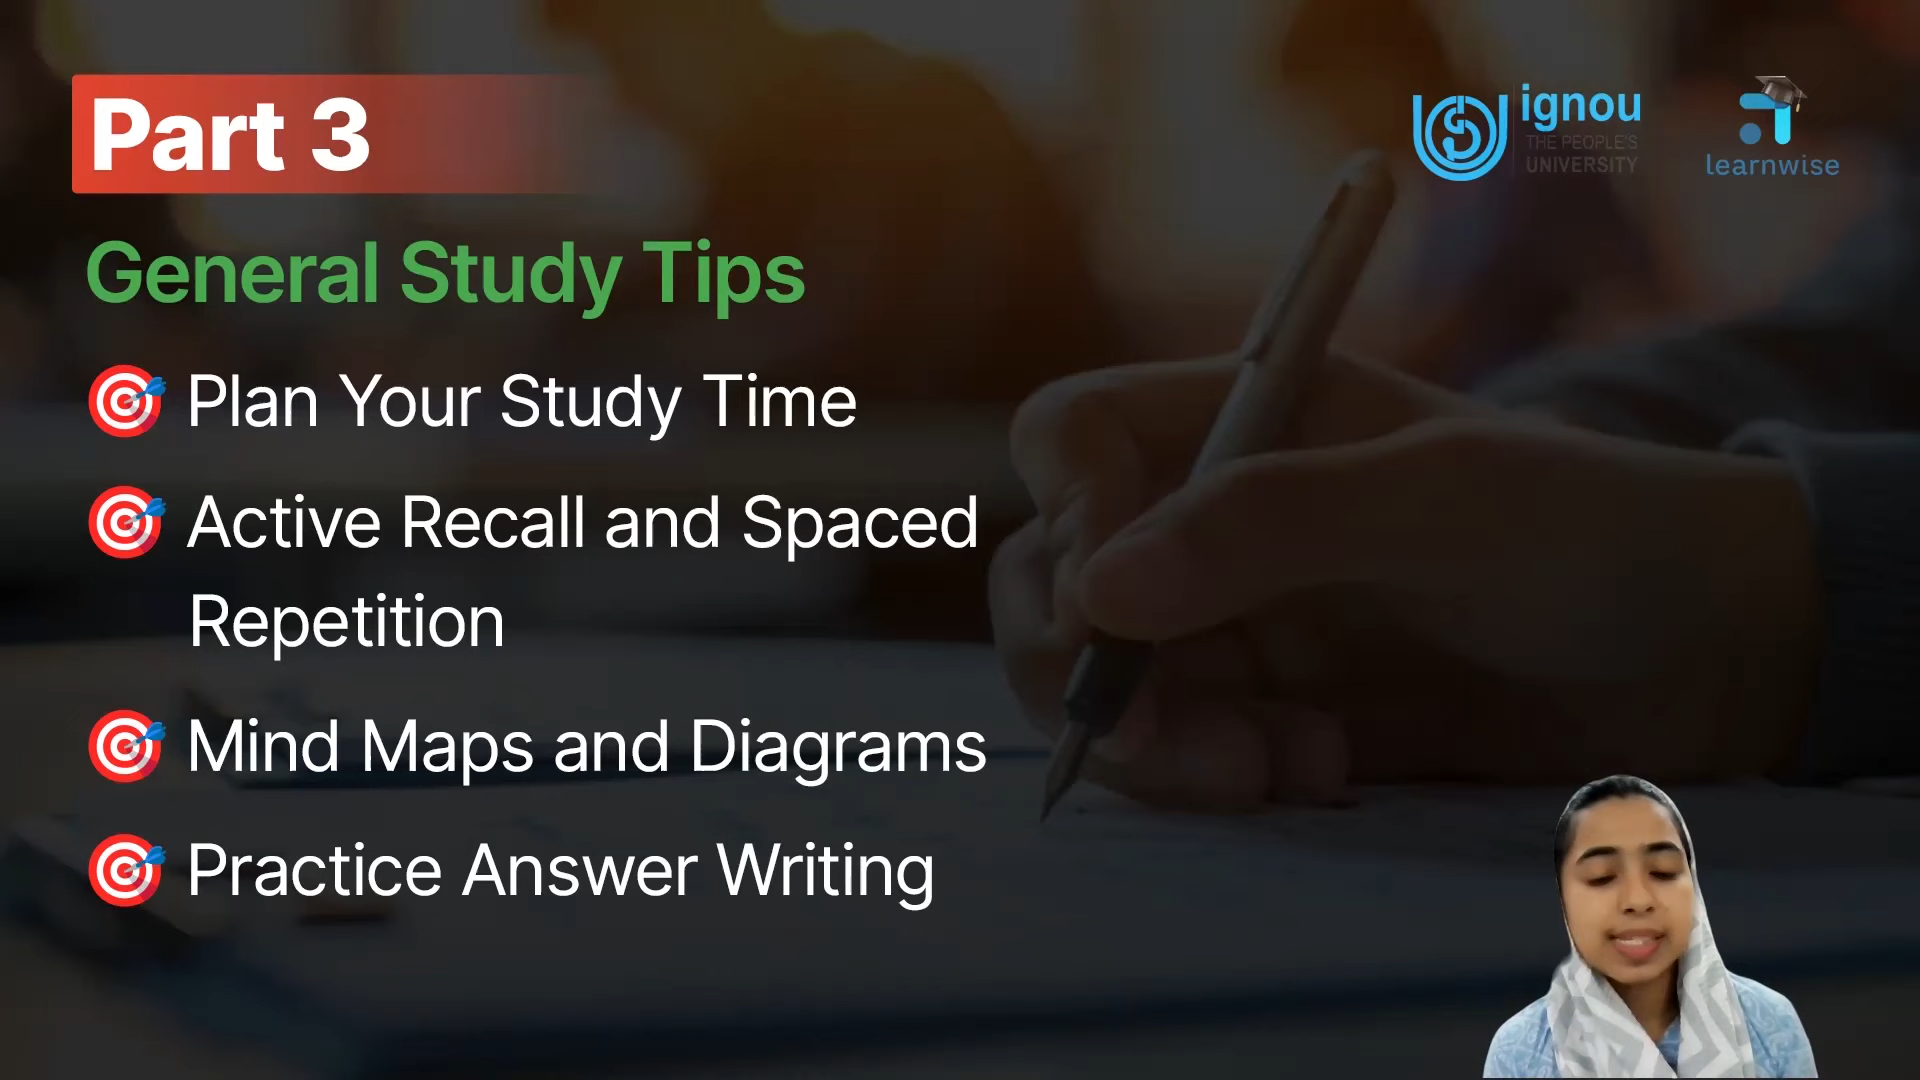 Part 3
ignou
THE PEOPLE'S
UNIVERSITY
learnwise
General Study Tips
Plan Your Study Time
Active Recall and Spaced
Repetition
Mind Maps and Diagrams
Practice Answer Writing